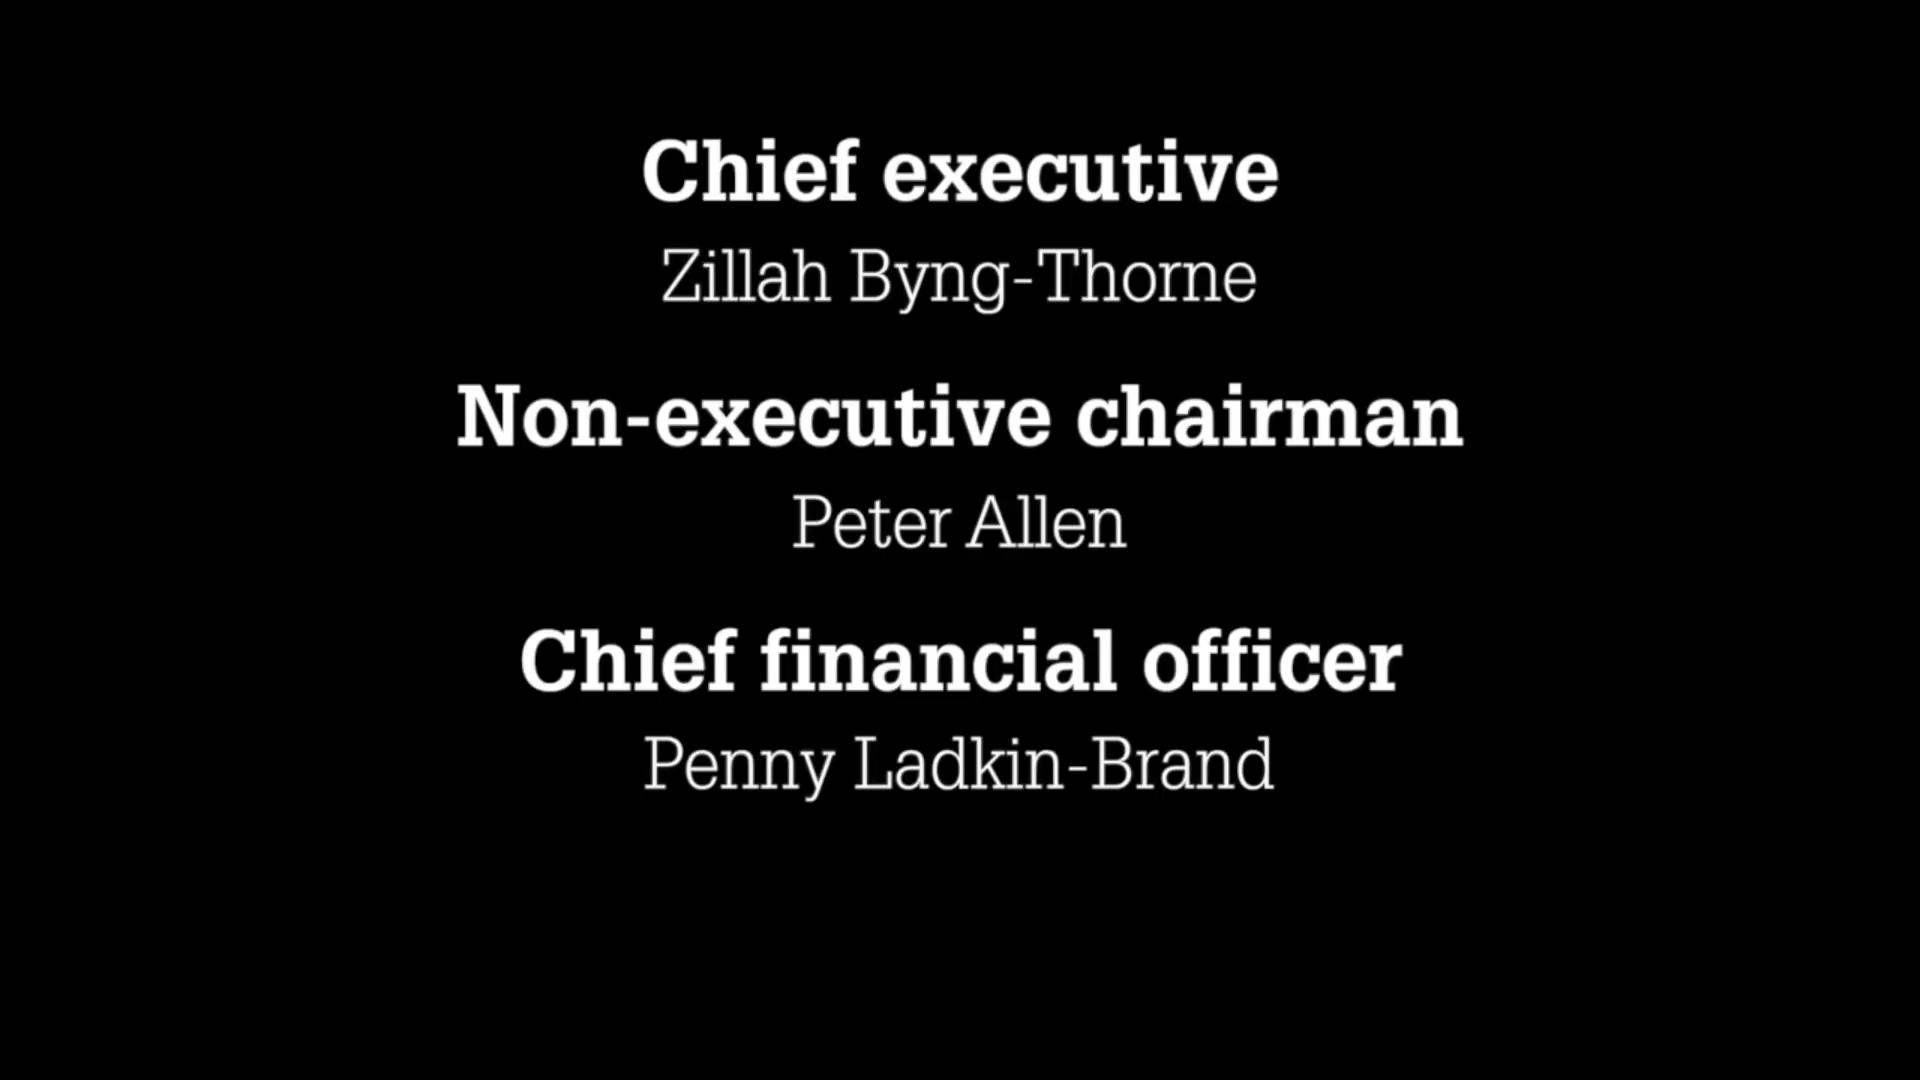 Chief executive
Zillah Byng-Thorne
Non-executive chairman
Peter Allen
Chief financial officer
Penny Ladkin-Brand